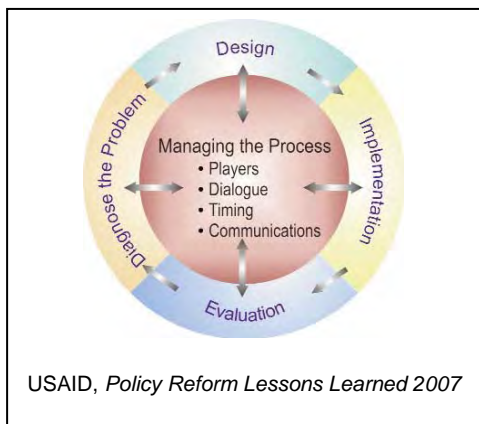 Design
Diagnose the Problem
Implementation
Managing the Process
• Players
• Dialogue
• Timing
• Communications
Evaluation
USAID, Policy Reform Lessons Learned 2007